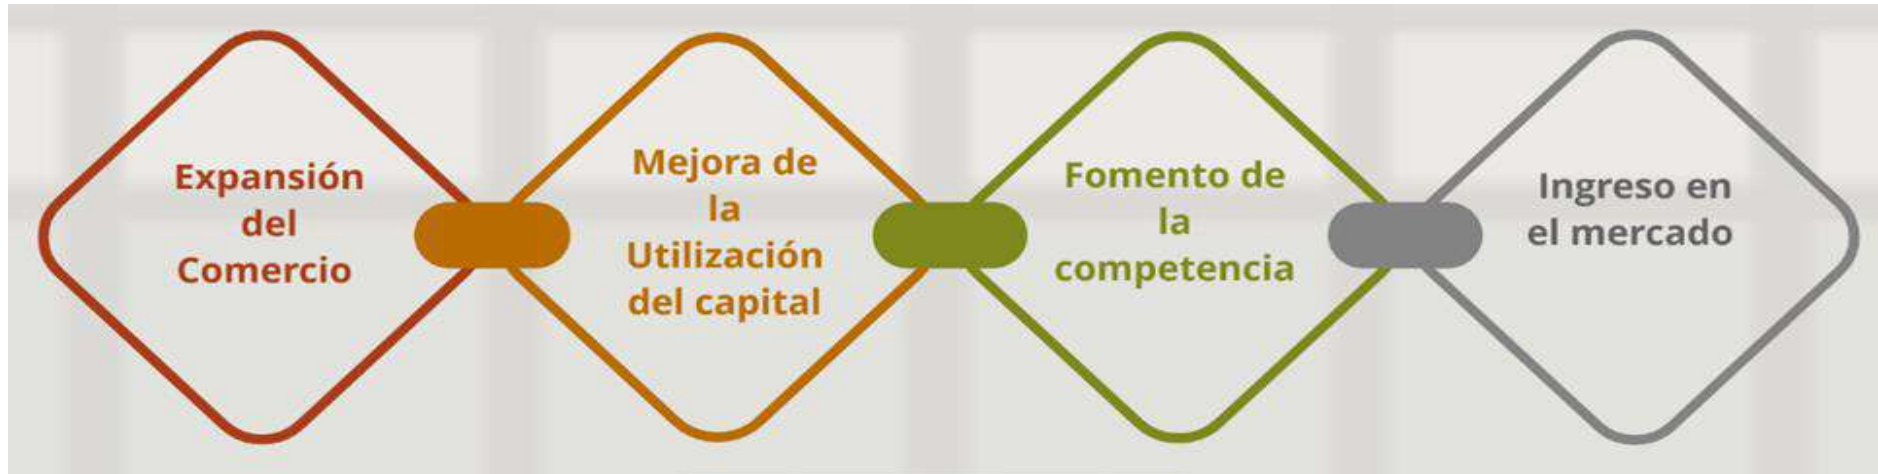 Expansión
del
Comercio
Mejora de
la
Utilización
del capital
Fomento de
la
competencia
Ingreso en
el mercado